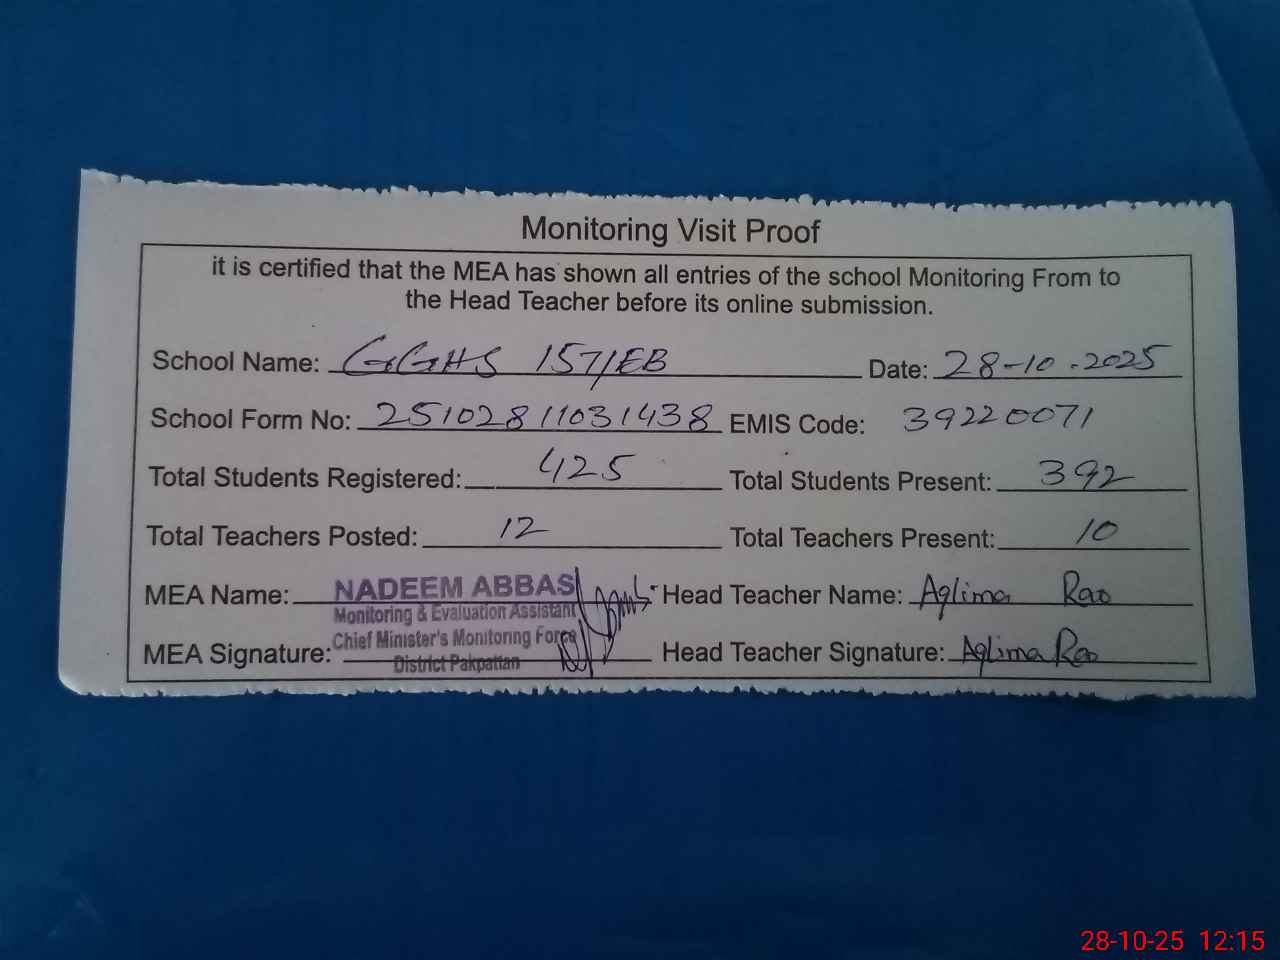 Monitoring Visit Proof
it is certified that the MEA has shown all entries of the school Monitoring From to
the Head Teacher before its online submission.
School Name: GGHS 157/EB Date: 28-10-2025
School Form No: 25102811031438 EMIS Code: 39220071
Total Students Registered: 425 Total Students Present: 392
Total Teachers Posted: 12 Total Teachers Present: 10
MEA Name: NADEEM ABBAS Head Teacher Name: Aglima Rao
Monitoring & Evaluation Assistant
Chief Minister's Monitoring Force
MEA Signature: District Pakpattan Head Teacher Signature: Aglima Rao
28-10-25 12:15